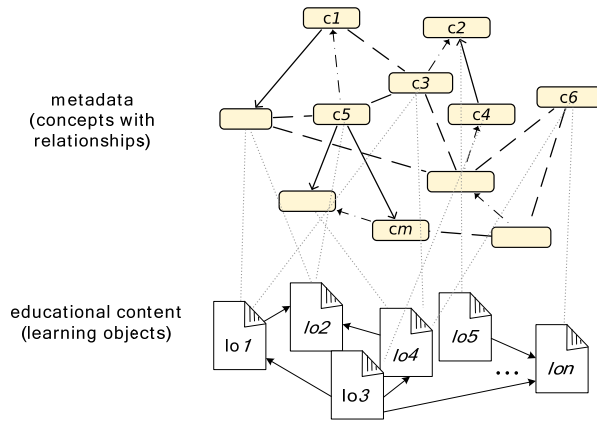 c1
c2
c3
c6
metadata
(concepts with
relationships)
c5
c4
cm
educational content
(learning objects)
lo1
lo2
lo4
lo5
lo3
...
lon